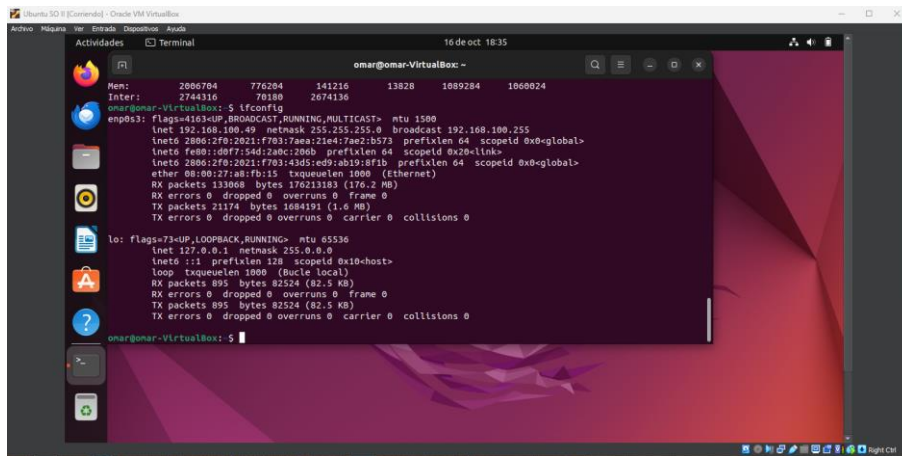 Ubuntu SO II [Corriendo] - Oracle VM VirtualBox
Archivo Máquina Ver Entrada Dispositivos Ayuda
Actividades Terminal 16 de oct 18:35
omar@omar-VirtualBox: ~
Mem: 2006704 776204 141216 13828 1089284 1060024
Inter: 2744316 70180 2674136
omar@omar-VirtualBox:~$ ifconfig
enp0s3: flags=4163<UP,BROADCAST,RUNNING,MULTICAST> mtu 1500
inet 192.168.100.49 netmask 255.255.255.0 broadcast 192.168.100.255
inet6 2806:2f0:2021:f703:7aea:21e4:7ae2:b573 prefixlen 64 scopeid 0x0<global>
inet6 fe80::d0f7:54d:2a0c:206b prefixlen 64 scopeid 0x20<link>
inet6 2806:2f0:2021:f703:43d5:ed9:ab19:8f1b prefixlen 64 scopeid 0x0<global>
ether 08:00:27:a8:fb:15 txqueuelen 1000 (Ethernet)
RX packets 133068 bytes 176213183 (176.2 MB)
RX errors 0 dropped 0 overruns 0 frame 0
TX packets 21174 bytes 1684191 (1.6 MB)
TX errors 0 dropped 0 overruns 0 carrier 0 collisions 0
lo: flags=73<UP,LOOPBACK,RUNNING> mtu 65536
inet 127.0.0.1 netmask 255.0.0.0
inet6 ::1 prefixlen 128 scopeid 0x10<host>
loop txqueuelen 1000 (Bucle local)
RX packets 895 bytes 82524 (82.5 KB)
RX errors 0 dropped 0 overruns 0 frame 0
TX packets 895 bytes 82524 (82.5 KB)
TX errors 0 dropped 0 overruns 0 carrier 0 collisions 0
omar@omar-VirtualBox:~$
Right Ctrl